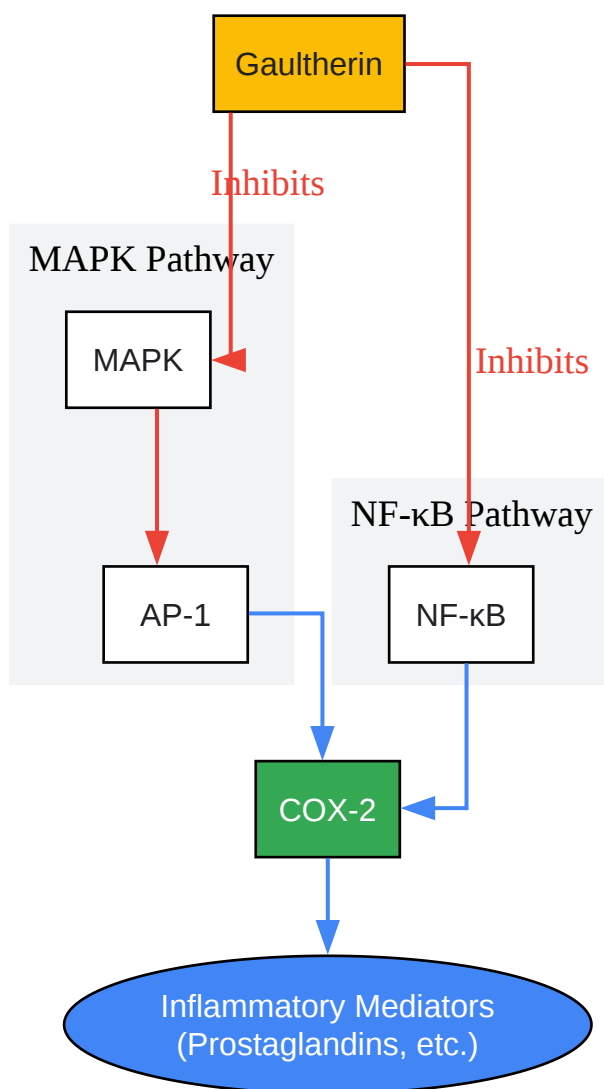 Gaultherin
Inhibits
MAPK Pathway
MAPK
Inhibits
NF-κB Pathway
AP-1
NF-κB
COX-2
Inflammatory Mediators
(Prostaglandins, etc.)